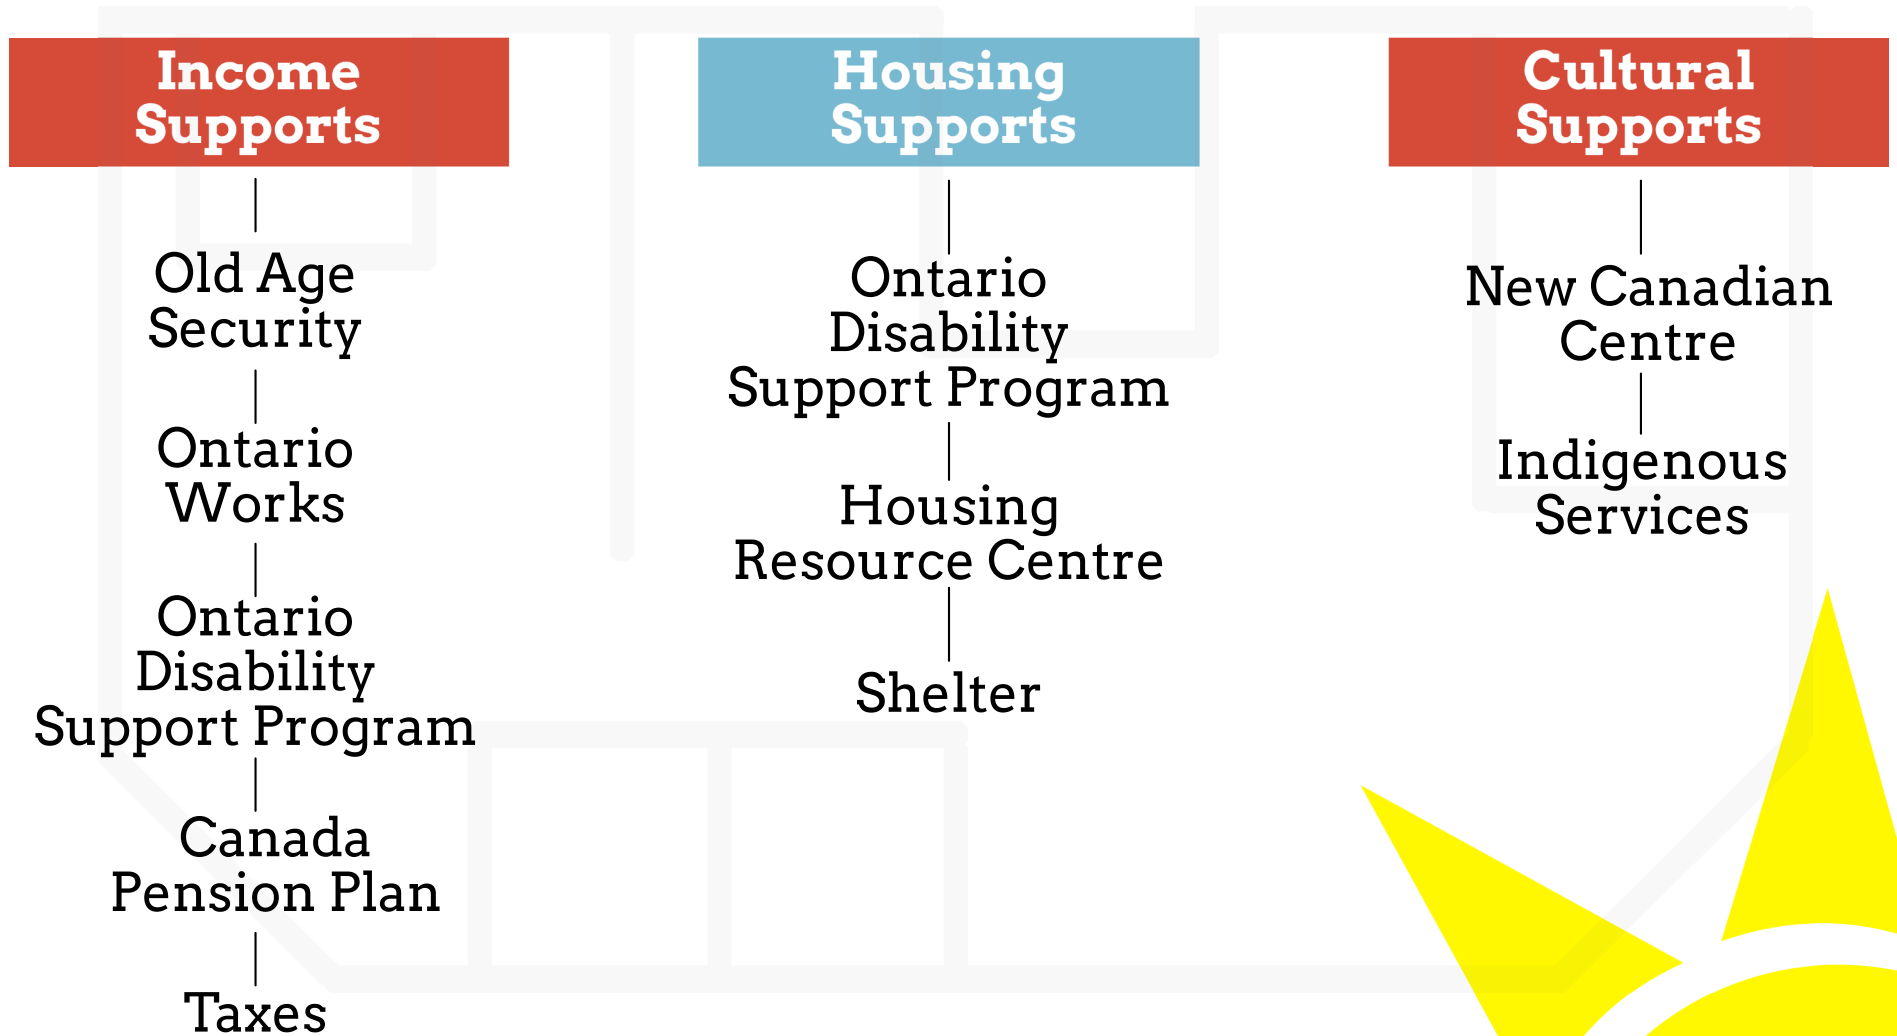 Income
Supports
Old Age
Security
Ontario
Works
Ontario
Disability
Support Program
Canada
Pension Plan
Taxes
Housing
Supports
Ontario
Disability
Support Program
Housing
Resource Centre
Shelter
Cultural
Supports
New Canadian
Centre
Indigenous
Services